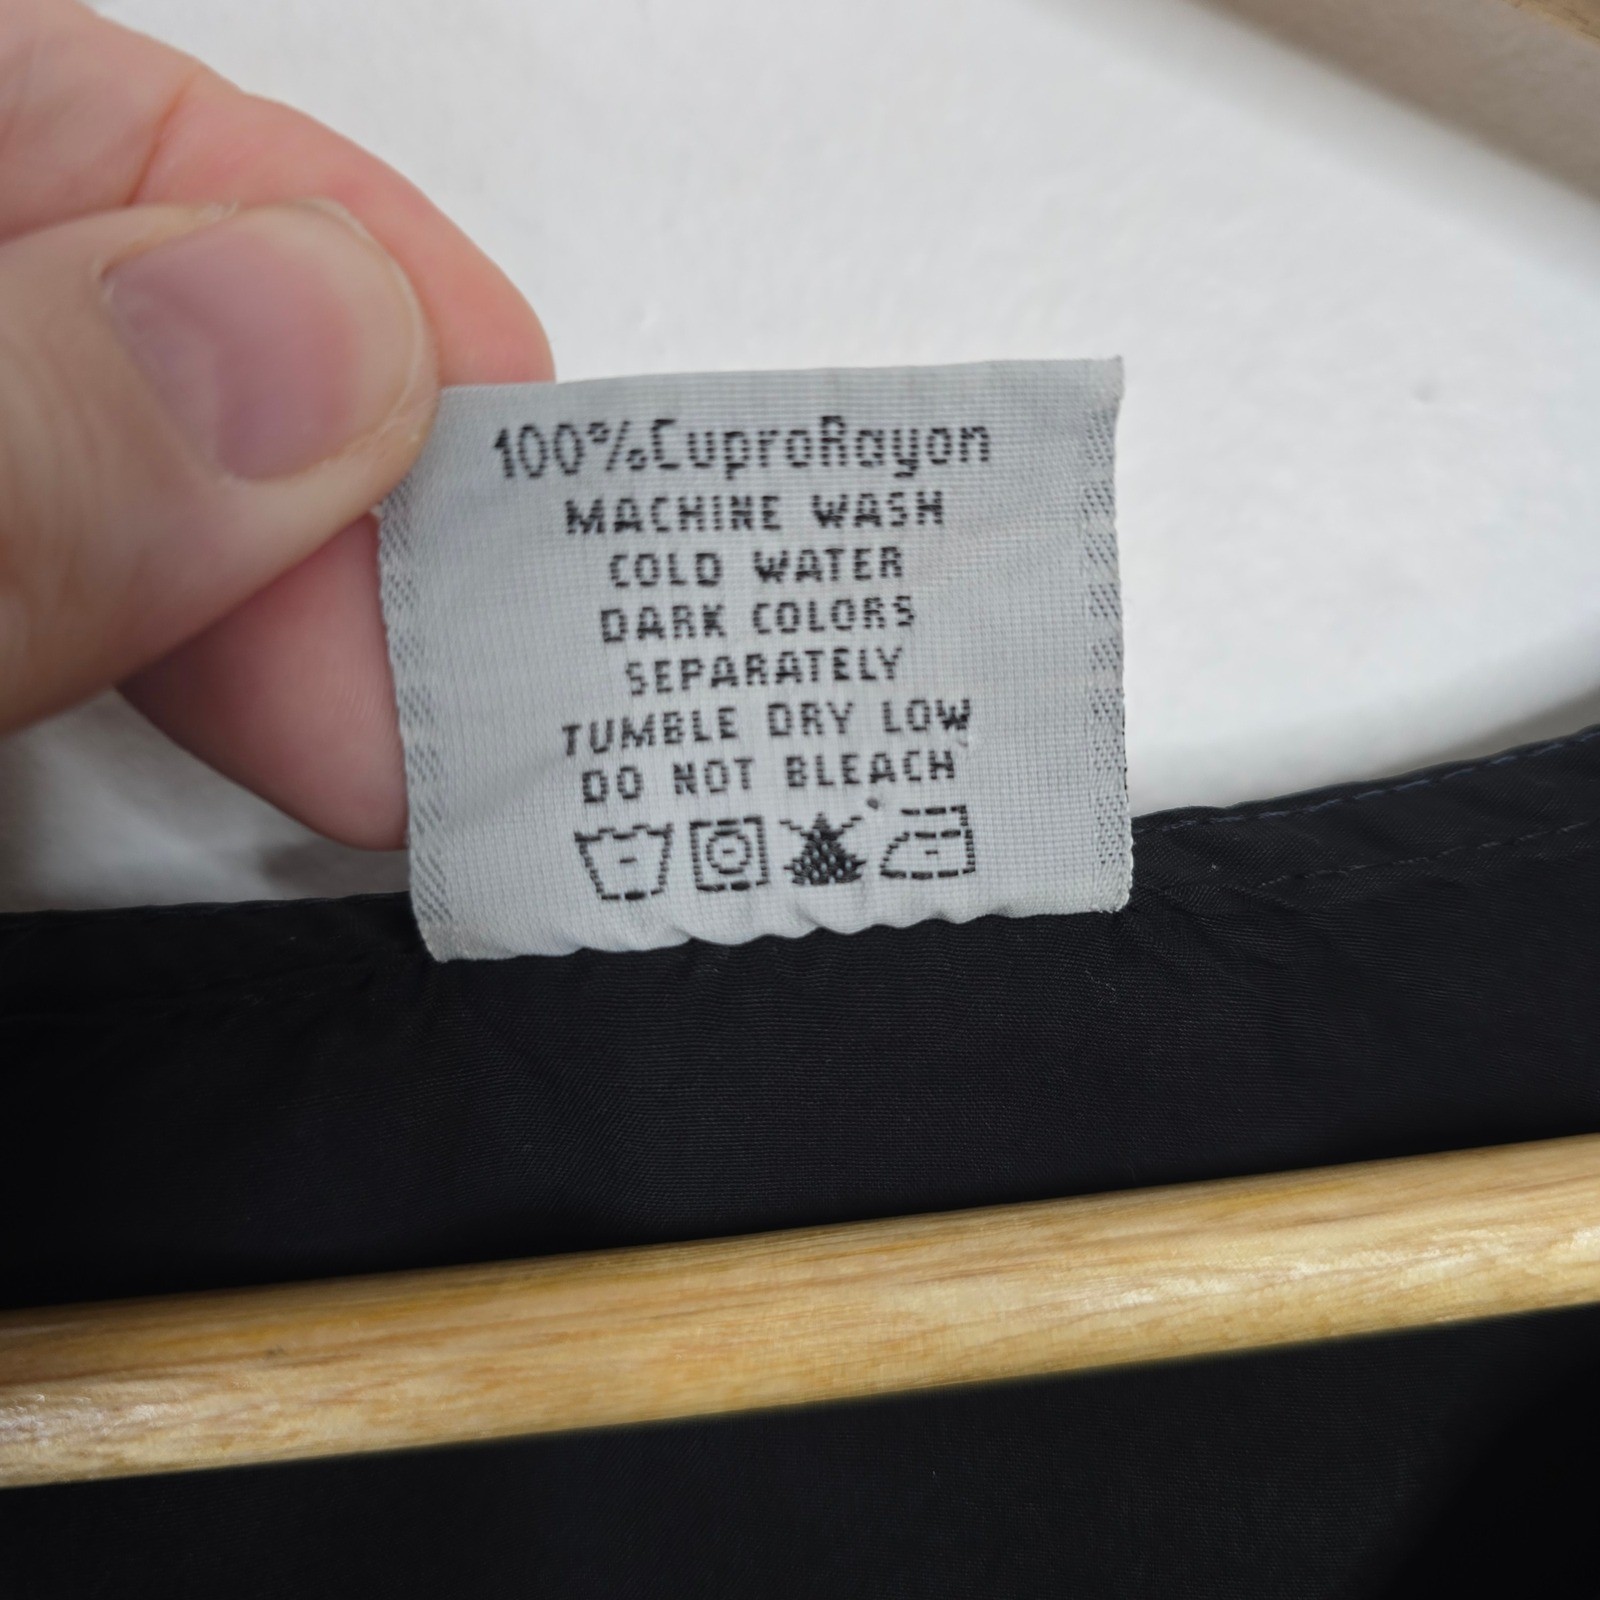 100%CuproRayon
MACHINE WASH
COLD WATER
DARK COLORS
SEPARATELY
TUMBLE DRY LOW
DO NOT BLEACH